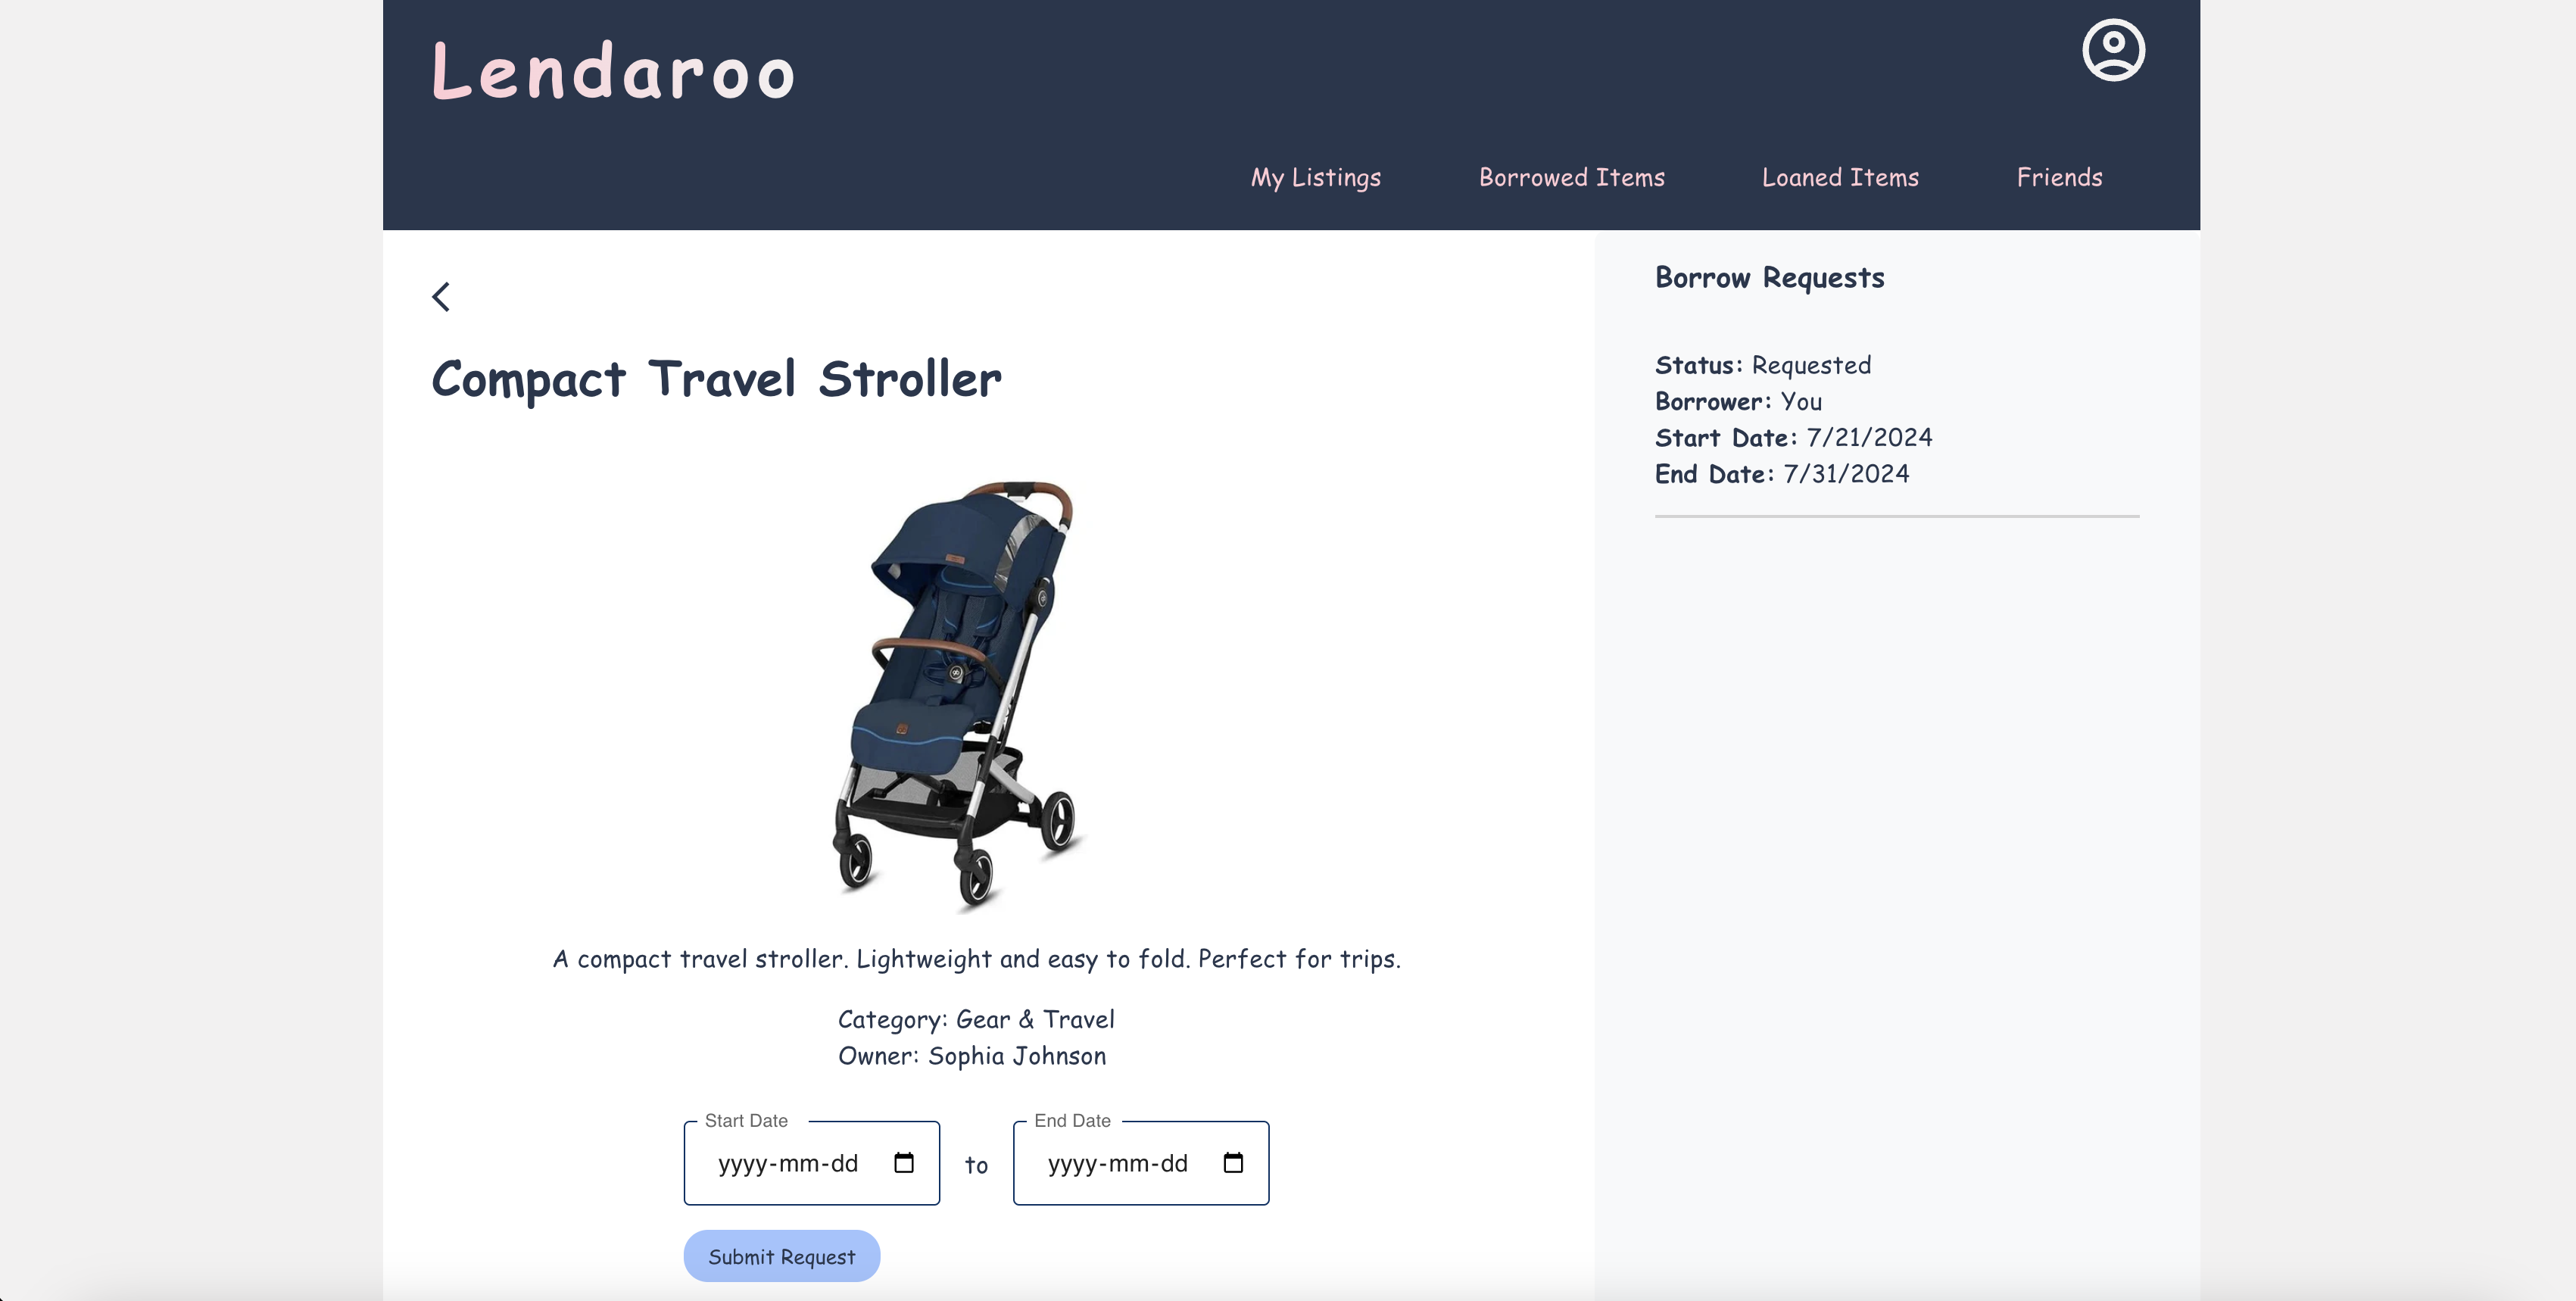 Lendaroo
My Listings
Borrowed Items
Loaned Items
Friends
Compact Travel Stroller
A compact travel stroller. Lightweight and easy to fold. Perfect for trips.
Category: Gear & Travel
Owner: Sophia Johnson
Start Date
yyyy-mm-dd
to
End Date
yyyy-mm-dd
Submit Request
Borrow Requests
Status: Requested
Borrower: You
Start Date: 7/21/2024
End Date: 7/31/2024